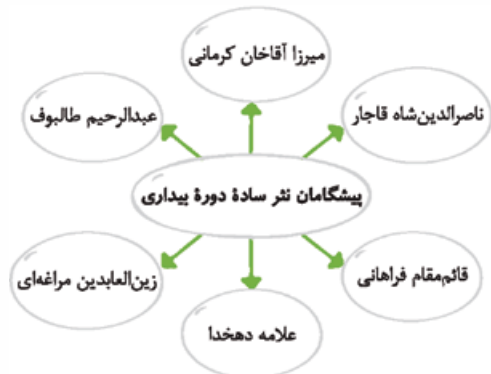 میرزا آقاخان کرمانی
ناصرالدین‌شاه قاجار
عبدالرحیم طالبوف
پیشگامان نثر سادهٔ دورهٔ بیداری
قائم‌مقام فراهانی
زین‌العابدین مراغه‌ای
علامه دهخدا